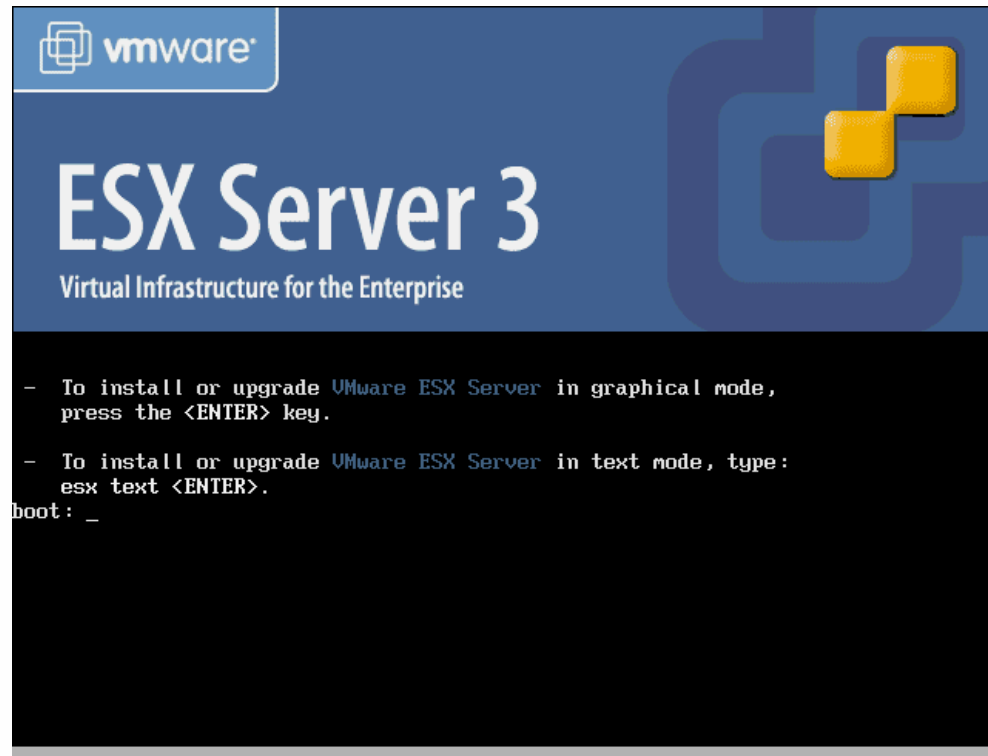 vmware
ESX Server 3
Virtual Infrastructure for the Enterprise
- To install or upgrade VMware ESX Server in graphical mode,
press the <ENTER> key.
- To install or upgrade VMware ESX Server in text mode, type:
esx text <ENTER>.
boot: _